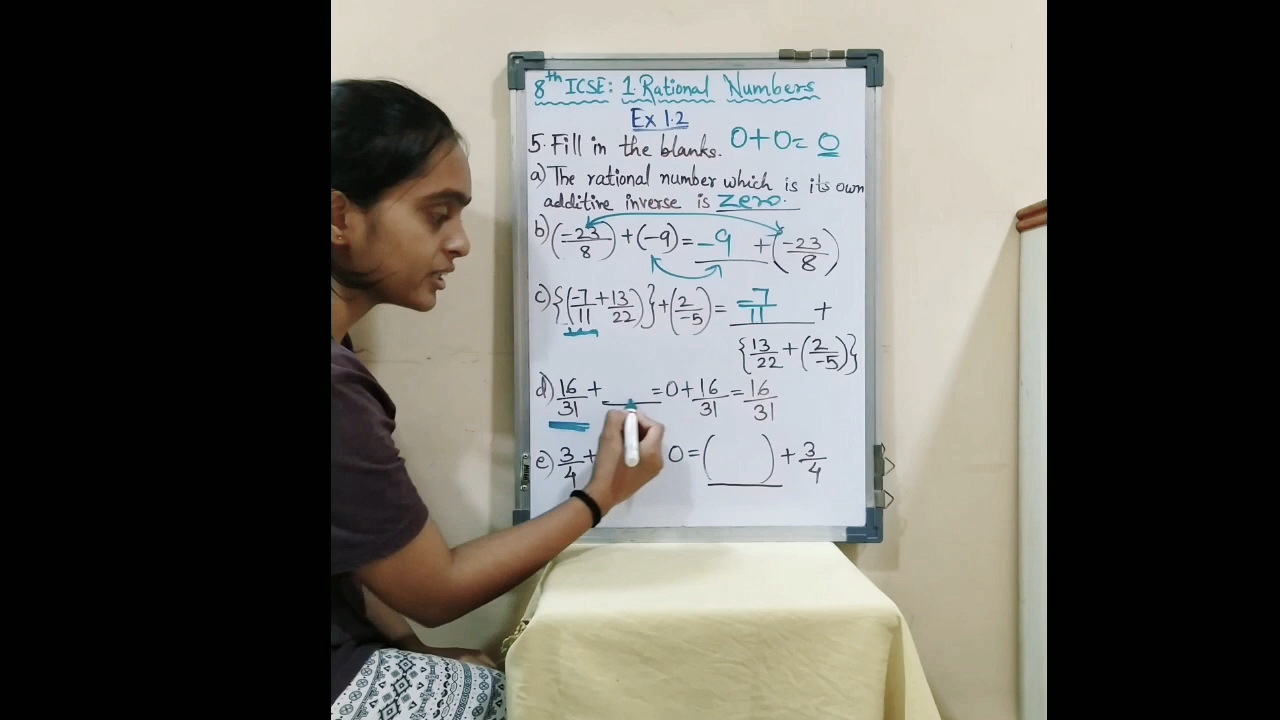 8th ICSE: 1. Rational Numbers
Ex 1.2
5. Fill in the blanks. 0+0= 0
a) The rational number which is its own
additive inverse is zero.
b) (-23/8) + (-9) = -9 + (-23/8)
c) {(-7/11 + 13/22)} + (2/-5) = -7/11 +
{13/22 + (2/-5)}
d) 16/31 + ___ = 0 + 16/31 = 16/31
e) 3/4 + 0 = ( ) + 3/4